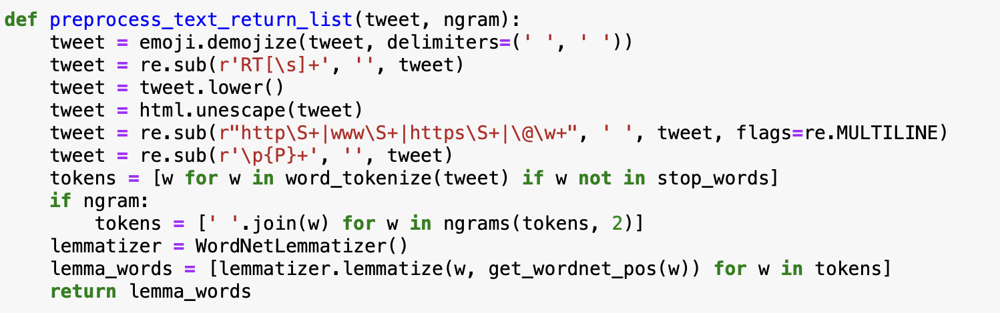 def preprocess_text_return_list(tweet, ngram):
    tweet = emoji.demojize(tweet, delimiters=(' ', ' '))
    tweet = re.sub(r'RT[\s]+', '', tweet)
    tweet = tweet.lower()
    tweet = html.unescape(tweet)
    tweet = re.sub(r"http\S+|www\S+|https\S+|\@\w+", ' ', tweet, flags=re.MULTILINE)
    tweet = re.sub(r'\p{P}+', '', tweet)
    tokens = [w for w in word_tokenize(tweet) if w not in stop_words]
    if ngram:
        tokens = [' '.join(w) for w in ngrams(tokens, 2)]
    lemmatizer = WordNetLemmatizer()
    lemma_words = [lemmatizer.lemmatize(w, get_wordnet_pos(w)) for w in tokens]
    return lemma_words